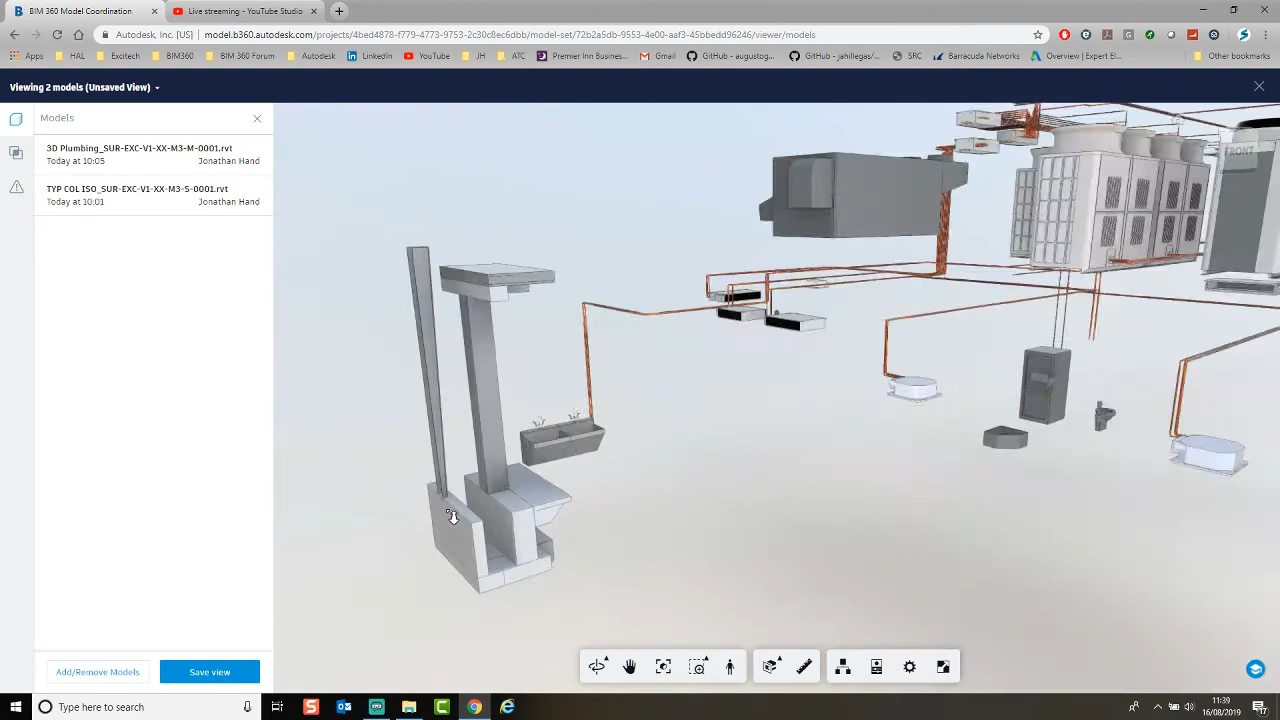 BIM 360 Model Coordination
Live streaming - YouTube Studio
Autodesk, Inc. [US]
model.b360.autodesk.com/projects/4bbe4878-f779-4773-9753-2c30c8ec6dbb/model-set/72b2a5db-9553-4e00-aaf3-45bbedd96246/viewer/models
Apps
HAL
Excitech
BIM360
BIM 360 Forum
Autodesk
LinkedIn
YouTube
JH
ATC
Premier Inn Busines...
Gmail
GitHub - augustog...
GitHub - jahillegas/...
SRC
Barracuda Networks
Overview | Expert El...
Other bookmarks
Viewing 2 models (Unsaved View)
Models
3D Plumbing_SUR-EXC-V1-XX-M3-M-0001.rvt
Today at 10:05 Jonathan Hand
TYP COL ISO_SUR-EXC-V1-XX-M3-S-0001.rvt
Today at 10:01 Jonathan Hand
FRONT
Add/Remove Models
Save view
Type here to search
11:39
16/08/2019
17